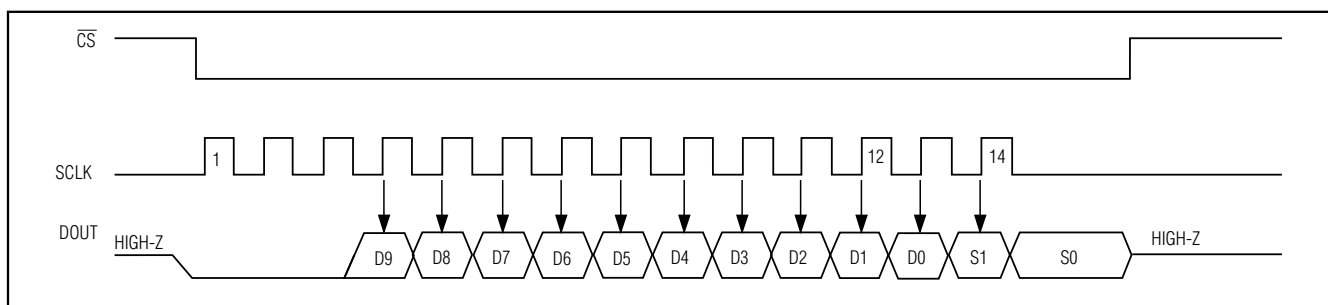 C̅S̅
1 12 14
SCLK
DOUT
HIGH-Z D9 D8 D7 D6 D5 D4 D3 D2 D1 D0 S1 S0 HIGH-Z